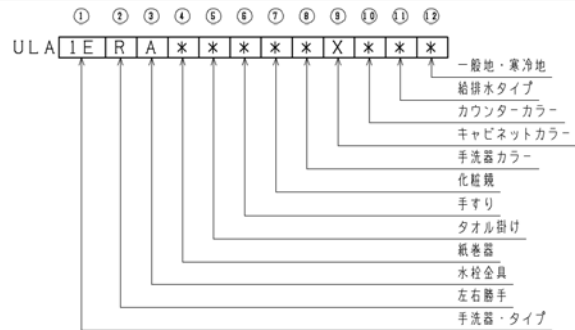 ① ② ③ ④ ⑤ ⑥ ⑦ ⑧ ⑨ ⑩ ⑪ ⑫
ULA 1E R A * * * * * X * * *
一般地・寒冷地
給排水タイプ
カウンターカラー
キャビネットカラー
手洗器カラー
化粧鏡
手すり
タオル掛け
紙巻器
水栓金具
左右勝手
手洗器・タイプ